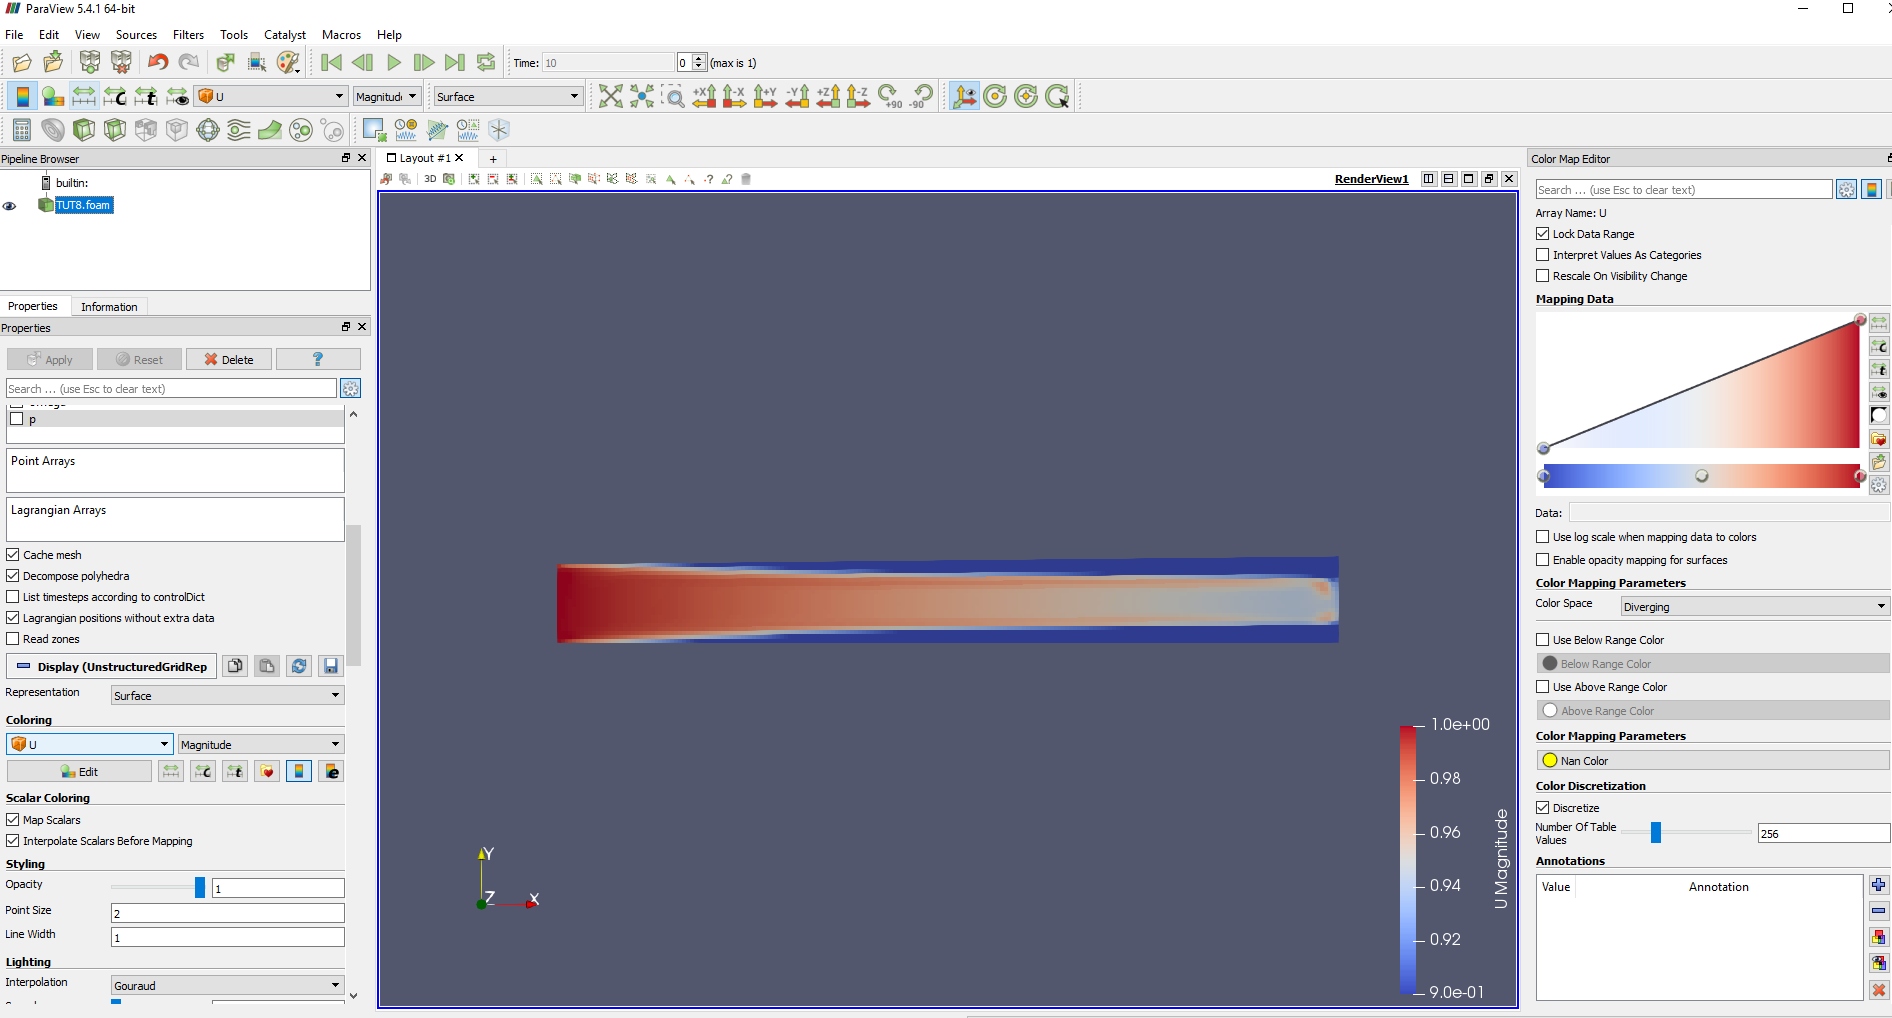 ParaView 5.4.1 64-bit
File Edit View Sources Filters Tools Catalyst Macros Help
Time: 10 0 (max is 1)
U Magnitude Surface +X -X +Y -Y +Z -Z +90 -90
Pipeline Browser
builtin:
TUT8.foam
Properties Information
Properties
Apply Reset Delete ?
Search ... (use Esc to clear text)
p
Point Arrays
Lagrangian Arrays
Cache mesh
Decompose polyhedra
List timesteps according to controlDict
Lagrangian positions without extra data
Read zones
Display (UnstructuredGridRep
Representation Surface
Coloring
U Magnitude
Edit
Scalar Coloring
Map Scalars
Interpolate Scalars Before Mapping
Styling
Opacity 1
Point Size 2
Line Width 1
Lighting
Interpolation Gouraud
Layout #1 +
3D
RenderView1
Y
Z X
1.0e+00
0.98
0.96
0.94
0.92
9.0e-01
U Magnitude
Color Map Editor
Search ... (use Esc to clear text)
Array Name: U
Lock Data Range
Interpret Values As Categories
Rescale On Visibility Change
Mapping Data
Data:
Use log scale when mapping data to colors
Enable opacity mapping for surfaces
Color Mapping Parameters
Color Space Diverging
Use Below Range Color
Below Range Color
Use Above Range Color
Above Range Color
Color Mapping Parameters
Nan Color
Color Discretization
Discretize
Number Of Table
Values
256
Annotations
Value Annotation